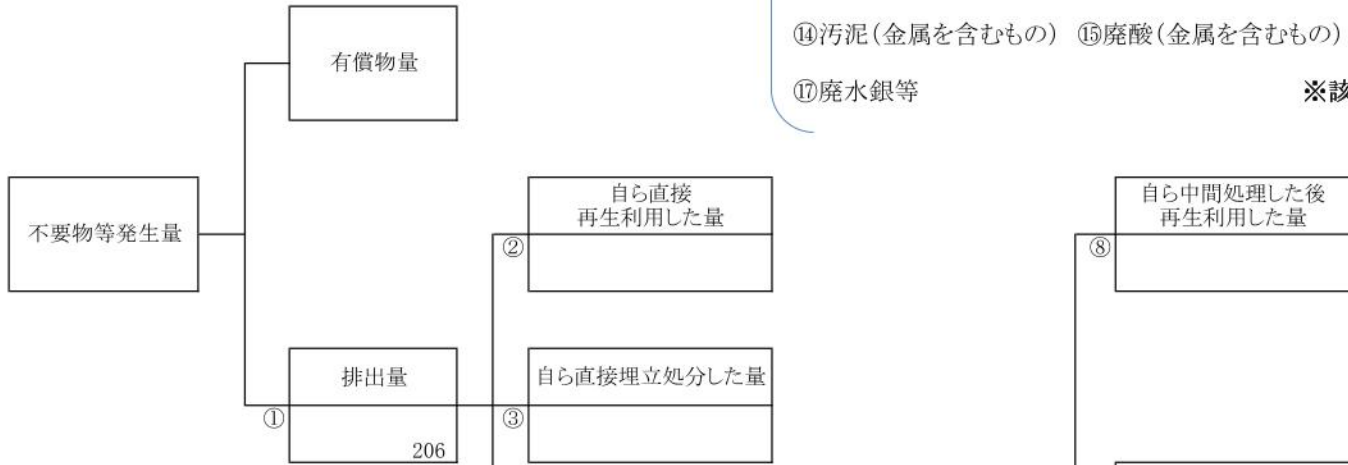 ⑭汚泥(金属を含むもの) ⑮廃酸(金属を含むもの)
⑰廃水銀等 ※該
有償物量
不要物等発生量
自ら直接
再生利用した量
②
自ら中間処理した後
再生利用した量
⑧
排出量
①
206
自ら直接埋立処分した量
③